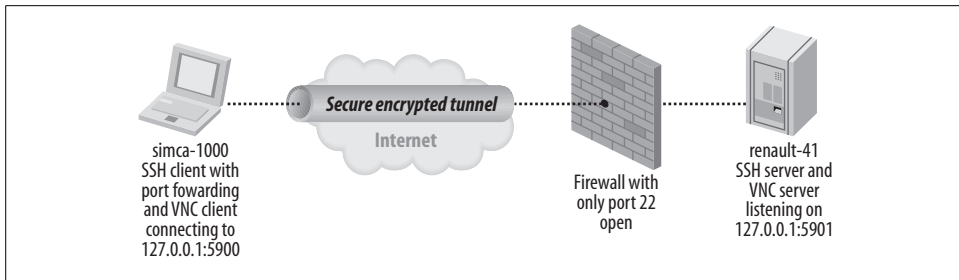 Secure encrypted tunnel
Internet
simca-1000
SSH client with
port fowarding
and VNC client
connecting to
127.0.0.1:5900
Firewall with
only port 22
open
renault-41
SSH server and
VNC server
listening on
127.0.0.1:5901